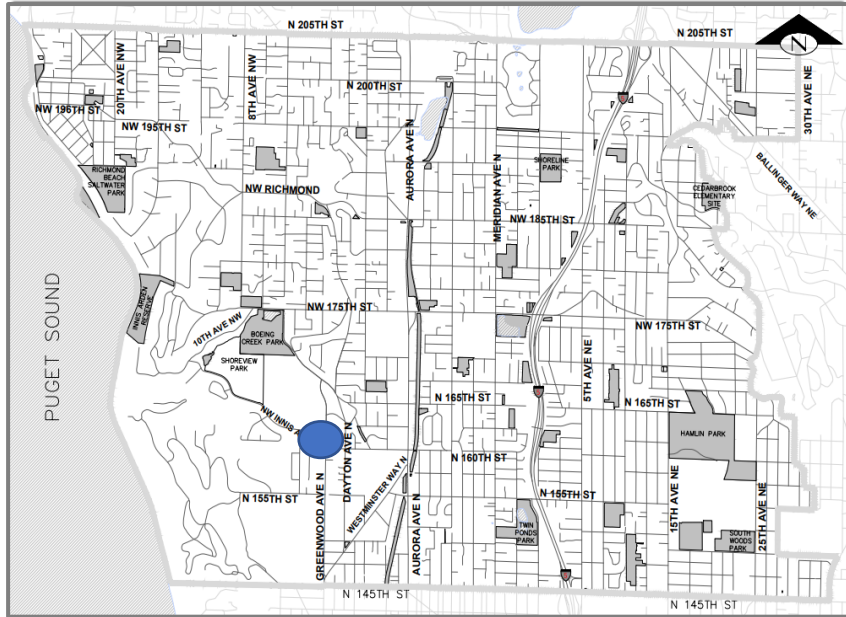 N 205TH ST
N 205TH ST
N
20TH AVE NW
8TH AVE NW
30TH AVE NE
N 200TH ST
NW 196TH ST
NW 195TH ST
AURORA AVE N
MERIDIAN AVE N
SHORELINE
PARK
BALLINGER WAY NE
RICHMOND
BEACH
SALTWATER
PARK
NW RICHMOND
CEDARBROOK
ELEMENTARY
SITE
NW 185TH ST
PUGET SOUND
INNIS ARDEN
RESERVE
NW 175TH ST
10TH AVE NW
BOEING
CREEK PARK
NW 175TH ST
SHOREVIEW
PARK
5TH AVE NE
N 165TH ST
N 165TH ST
NW INNIS
HAMLIN PARK
DAYTON AVE N
N 160TH ST
GREENWOOD AVE N
WESTMINSTER WAY N
N 155TH ST
N 155TH ST
AURORA AVE N
15TH AVE NE
25TH AVE NE
TWIN
PONDS
PARK
SOUTH
WOODS
PARK
N 145TH ST
N 145TH ST